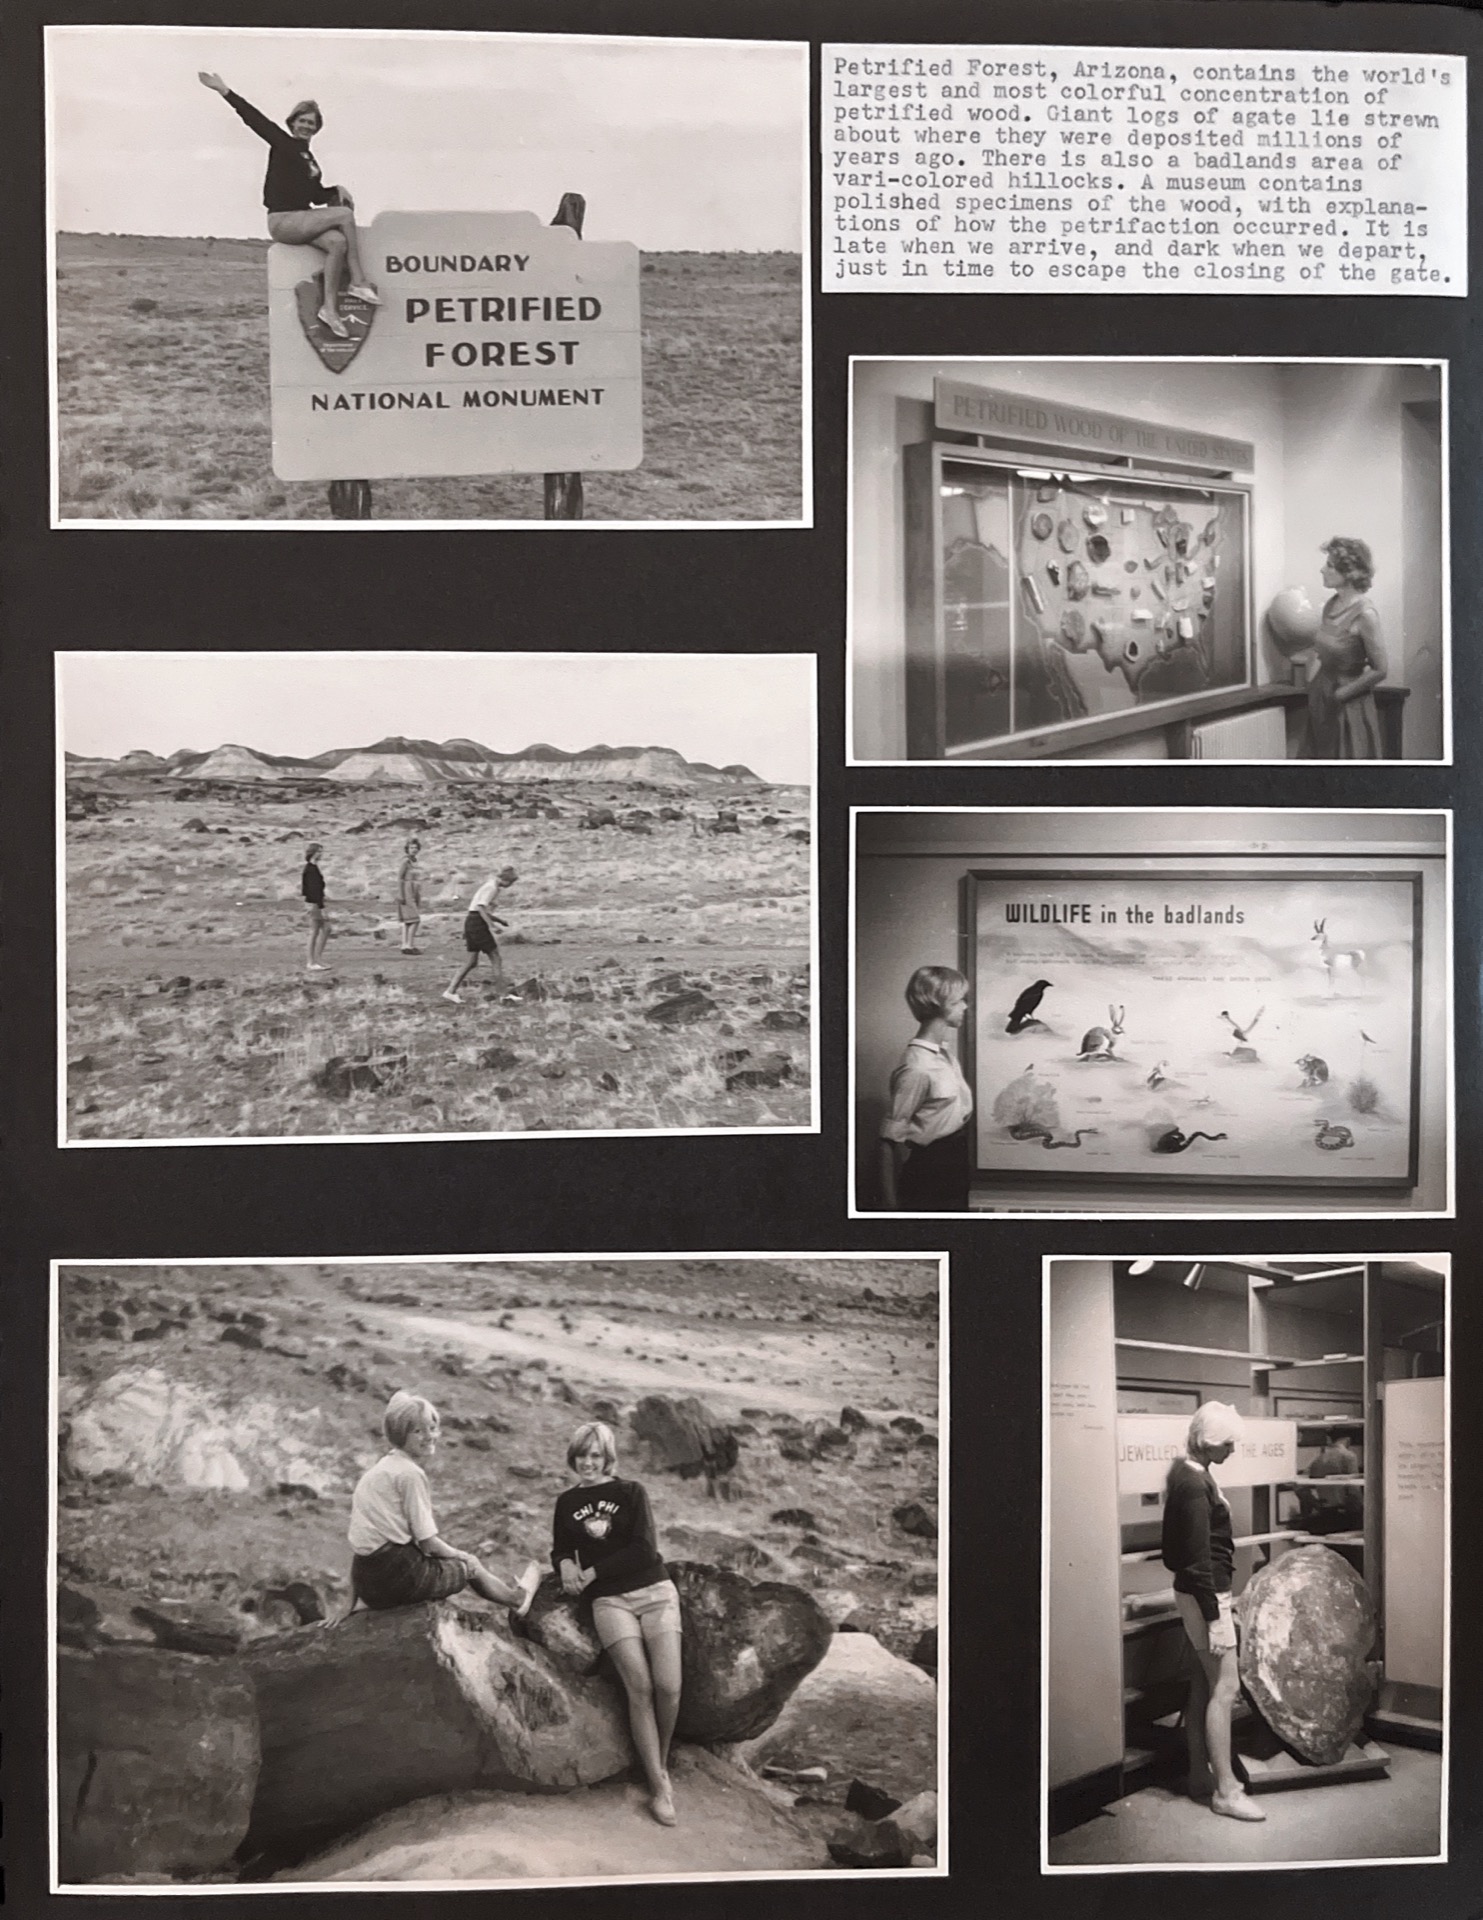 Petrified Forest, Arizona, contains the world's
largest and most colorful concentration of
petrified wood. Giant logs of agate lie strewn
about where they were deposited millions of
years ago. There is also a badlands area of
vari-colored hillocks. A museum contains
polished specimens of the wood, with explana-
tions of how the petrifaction occurred. It is
late when we arrive, and dark when we depart,
just in time to escape the closing of the gate.
BOUNDARY
PETRIFIED
FOREST
NATIONAL MONUMENT
PETRIFIED WOOD OF THE UNITED STATES
WILDLIFE in the badlands
CHI PHI
JEWELLED THE AGES